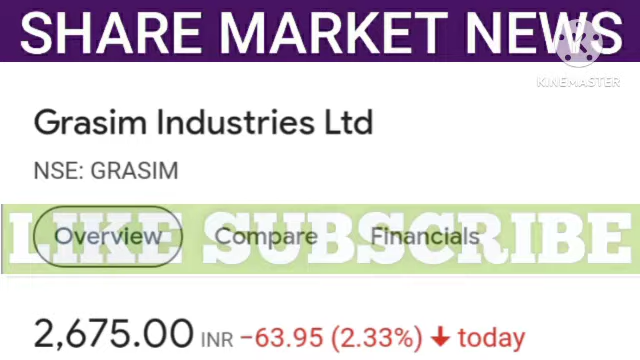 SHARE MARKET NEWS
KINEMASTER
Grasim Industries Ltd
NSE: GRASIM
LIKE SUBSCRIBE
Overview Compare Financials
2,675.00 INR −63.95 (2.33%) ↓ today